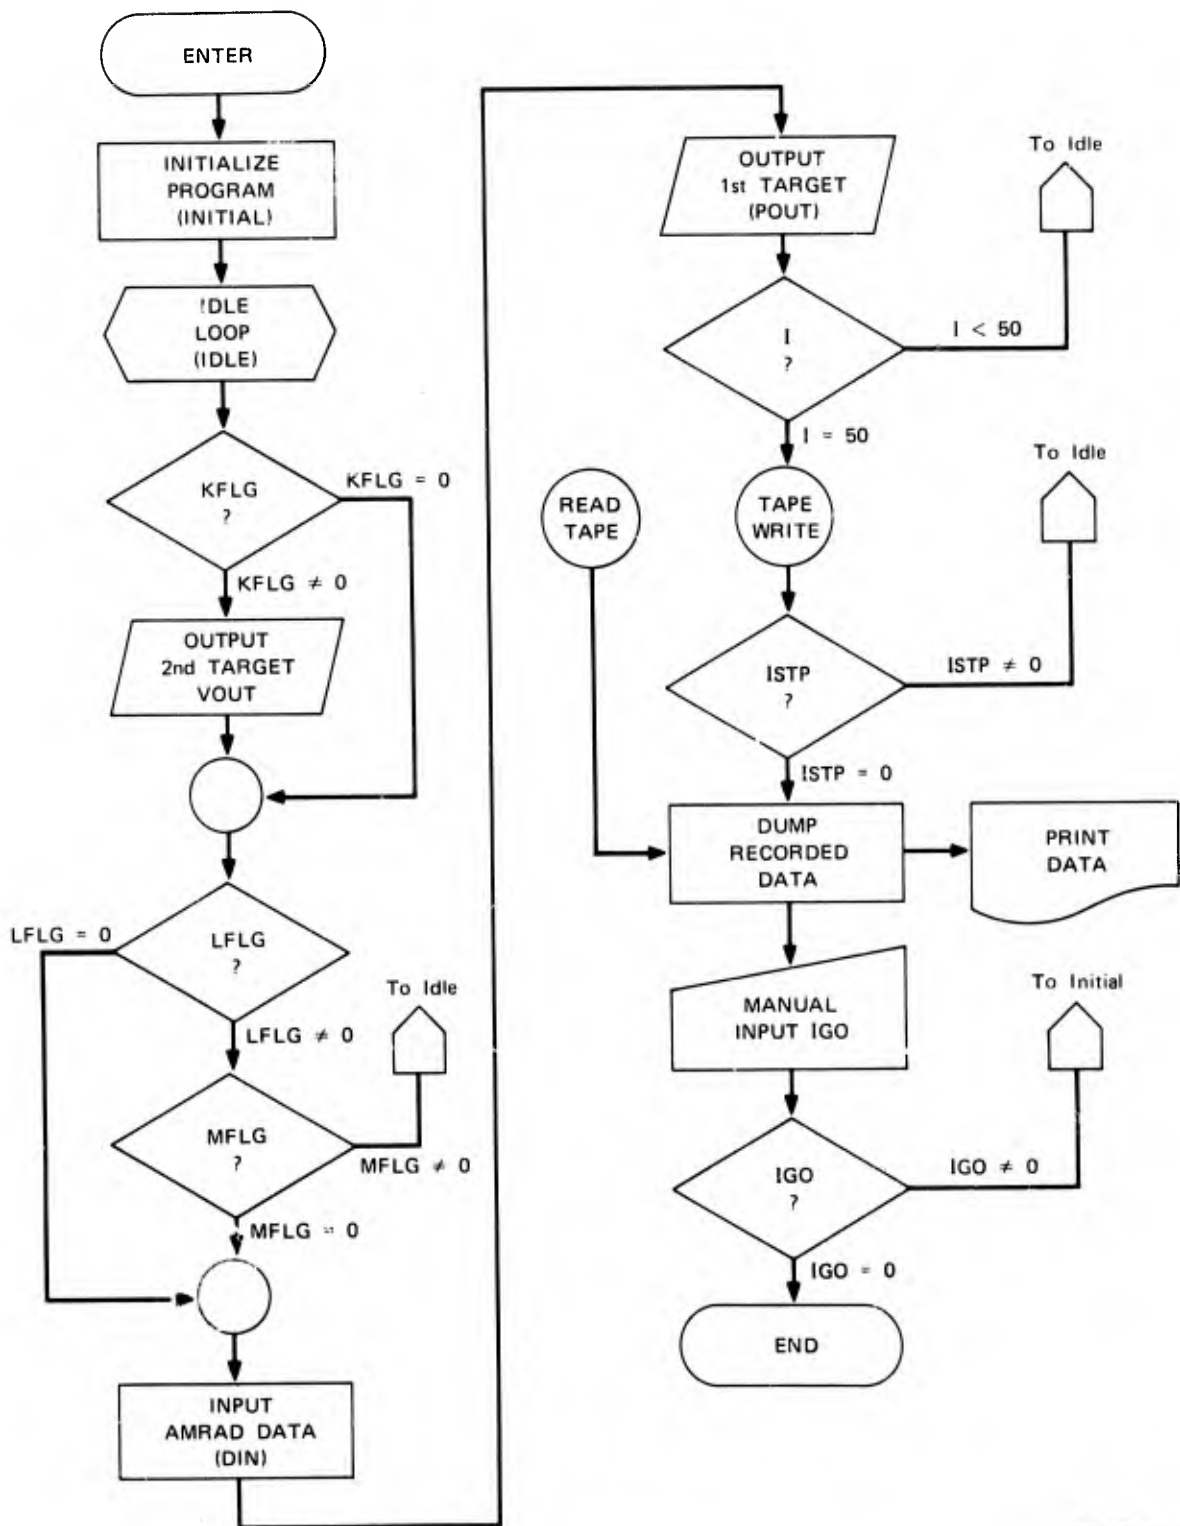 ENTER
INITIALIZE
PROGRAM
(INITIAL)
IDLE
LOOP
(IDLE)
KFLG
?
KFLG = 0
KFLG ≠ 0
OUTPUT
2nd TARGET
VOUT
LFLG = 0
LFLG
?
LFLG ≠ 0
To Idle
MFLG
?
MFLG ≠ 0
MFLG = 0
INPUT
AMRAD DATA
(DIN)
OUTPUT
1st TARGET
(POUT)
To Idle
I
?
I < 50
I = 50
READ
TAPE
TAPE
WRITE
To Idle
ISTP
?
ISTP ≠ 0
ISTP = 0
DUMP
RECORDED
DATA
PRINT
DATA
MANUAL
INPUT IGO
To Initial
IGO
?
IGO ≠ 0
IGO = 0
END